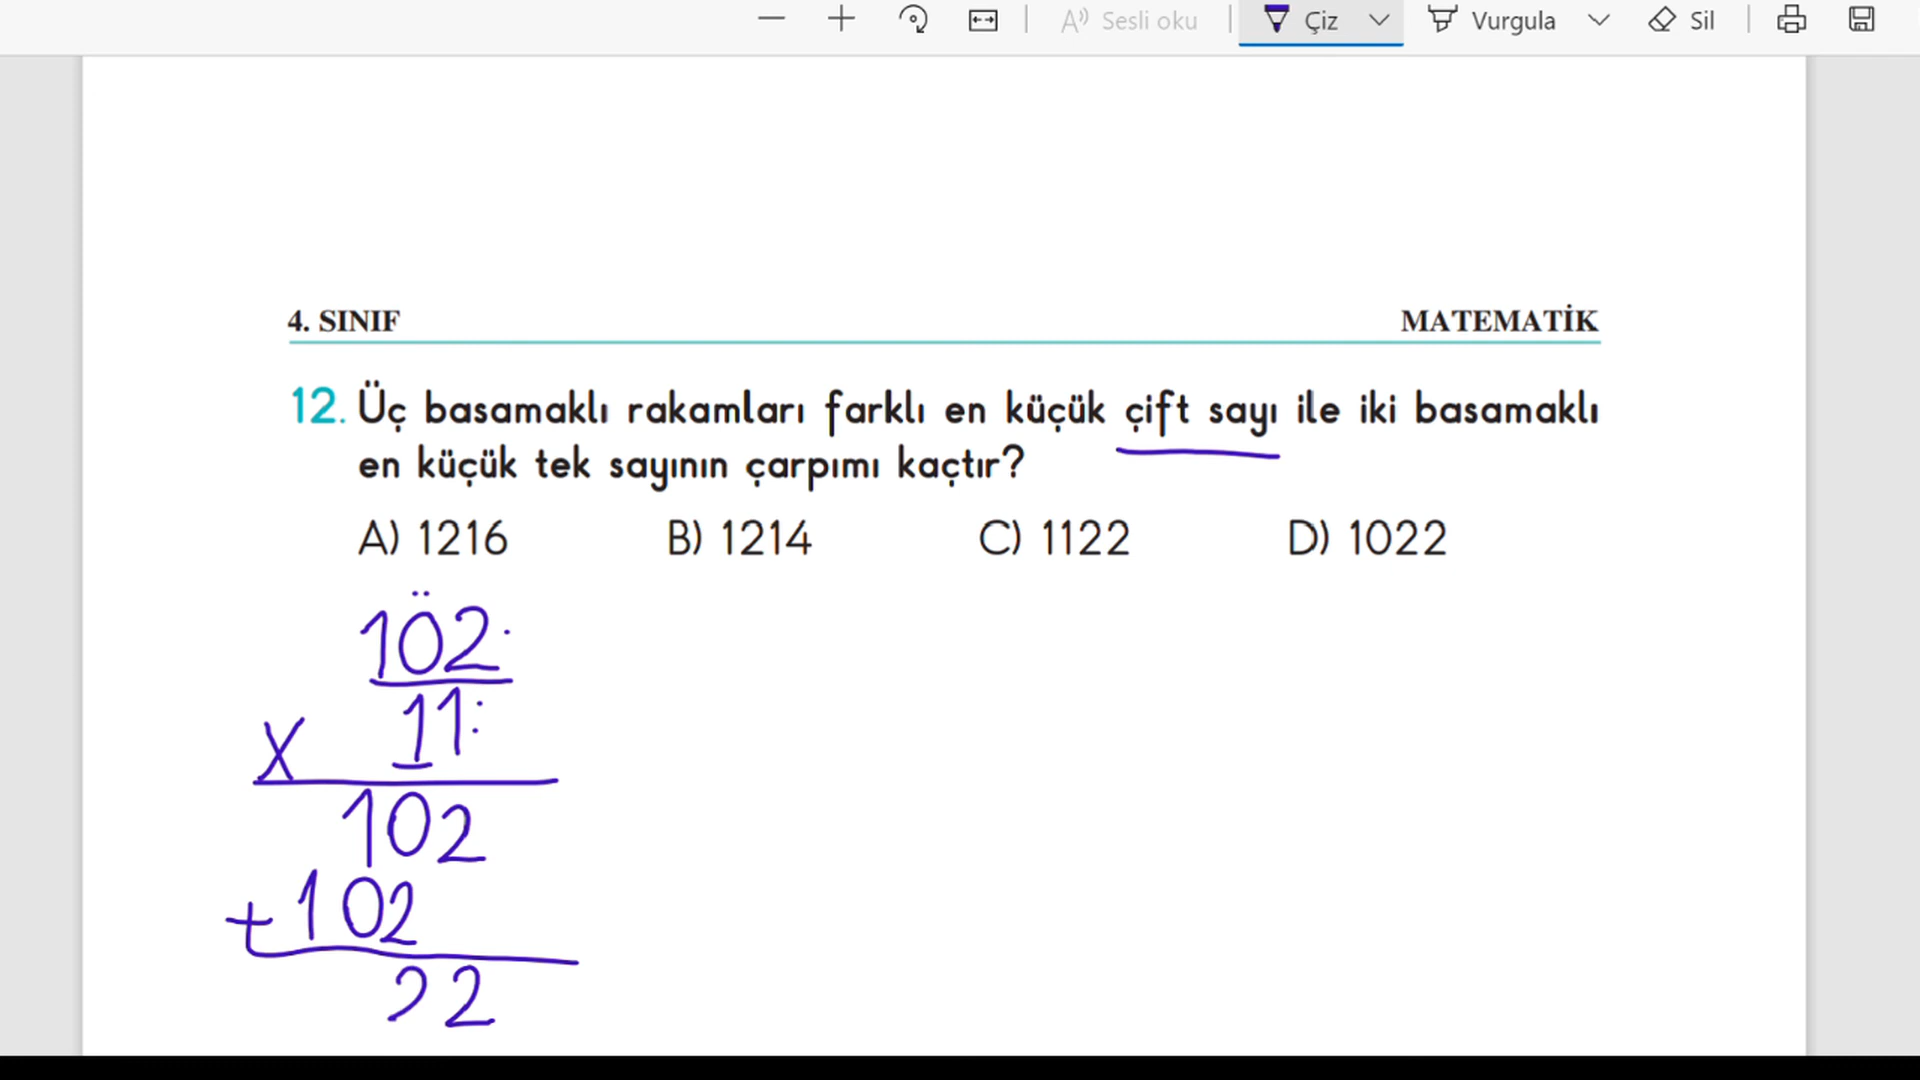 Sesli oku Çiz Vurgula Sil
4. SINIF MATEMATİK
12. Üç basamaklı rakamları farklı en küçük çift sayı ile iki basamaklı
en küçük tek sayının çarpımı kaçtır?
A) 1216 B) 1214 C) 1122 D) 1022
102
x 11
102
+ 102
22